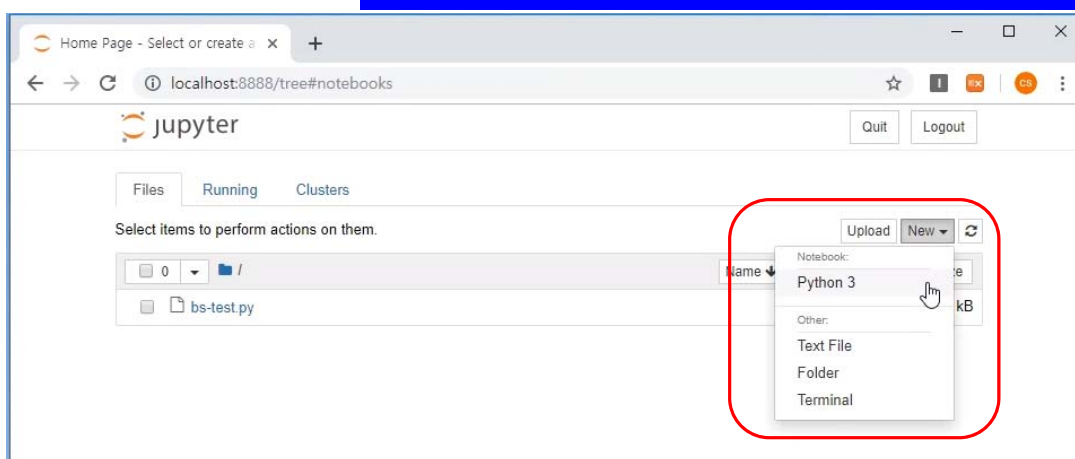 Home Page - Select or create a
localhost:8888/tree#notebooks
Ex
CS
jupyter
Quit
Logout
Files
Running
Clusters
Select items to perform actions on them.
Upload
New
0
/
Name
Notebook:
Python 3
bs-test.py
kB
Other:
Text File
Folder
Terminal